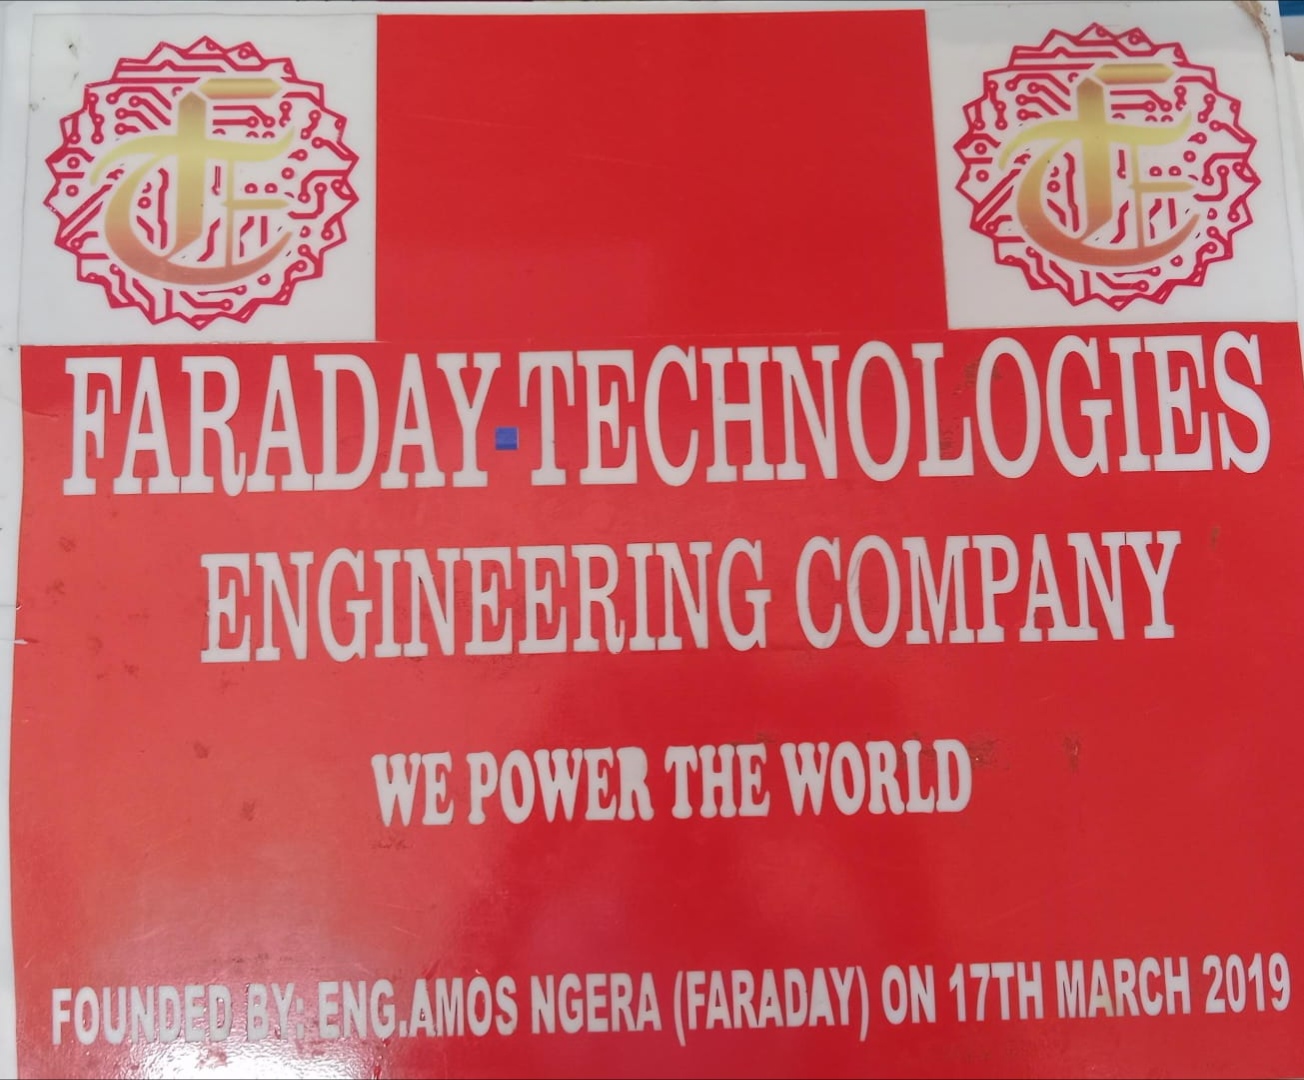 FARADAY-TECHNOLOGIES
ENGINEERING COMPANY
WE POWER THE WORLD
FOUNDED BY: ENG.AMOS NGERA (FARADAY) ON 17TH MARCH 2019